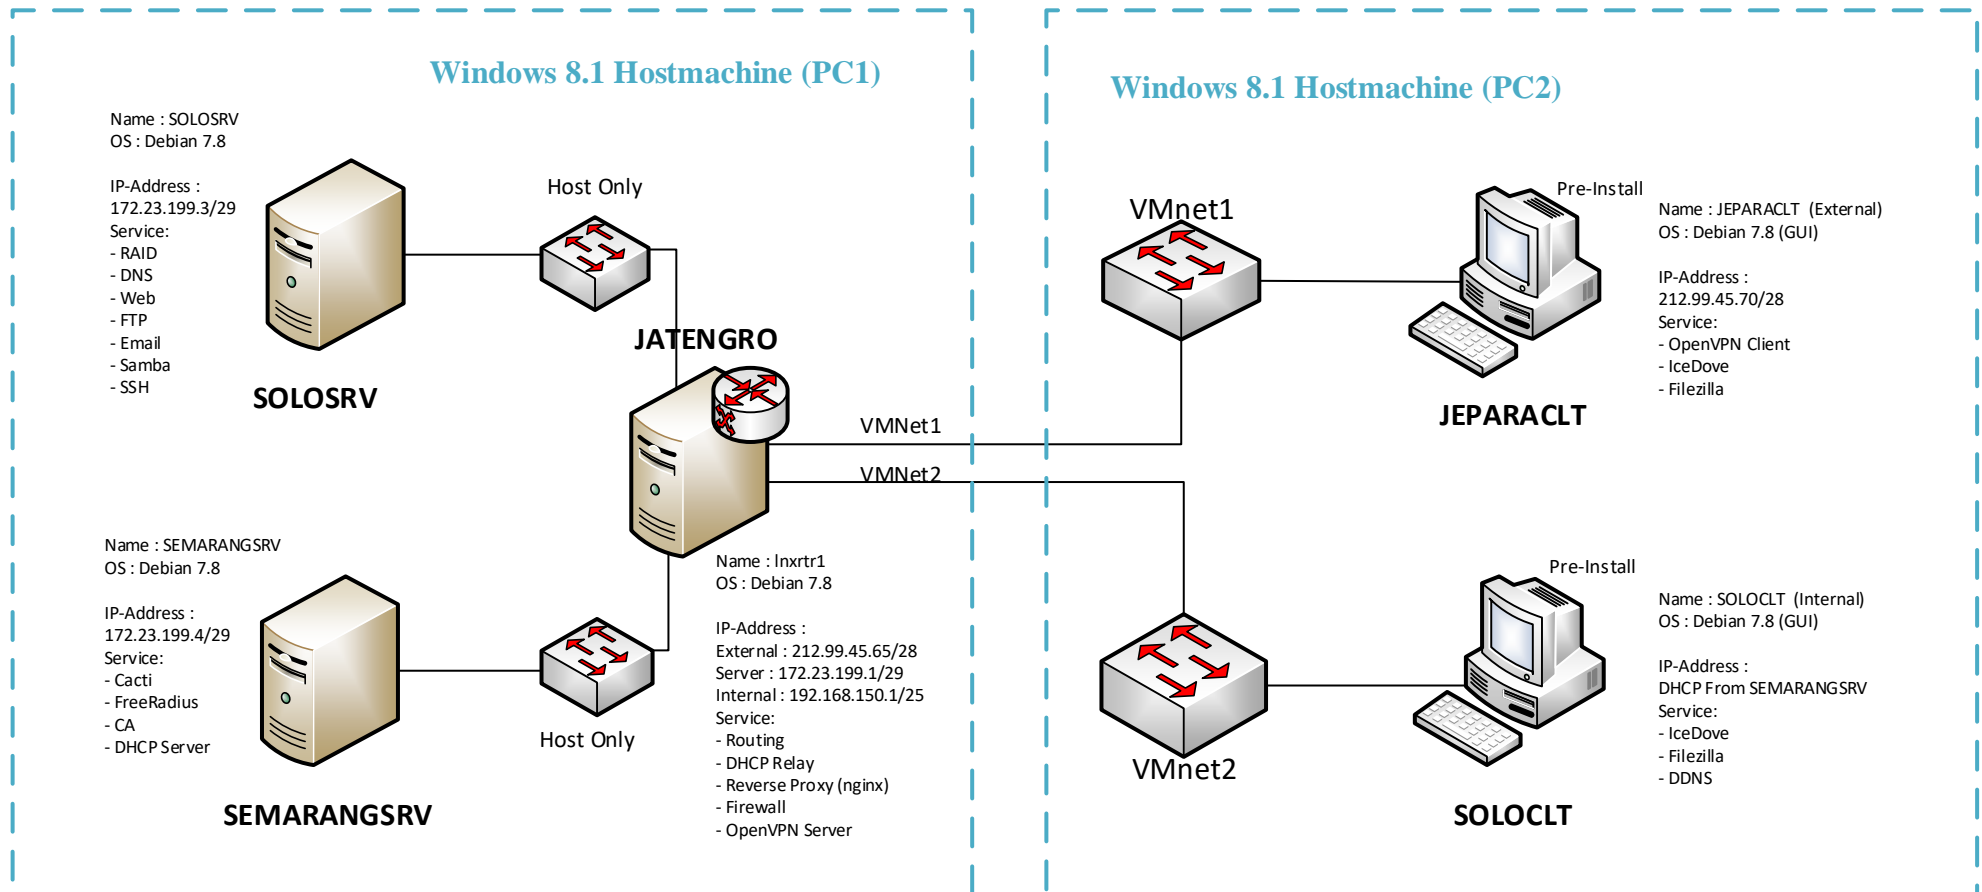 Windows 8.1 Hostmachine (PC1)
Name : SOLOSRV
OS : Debian 7.8
IP-Address :
172.23.199.3/29
Service:
- RAID
- DNS
- Web
- FTP
- Email
- Samba
- SSH
SOLOSRV
Host Only
JATENGRO
VMNet1
VMNet2
Name : lnxrtr1
OS : Debian 7.8
IP-Address :
External : 212.99.45.65/28
Server : 172.23.199.1/29
Internal : 192.168.150.1/25
Service:
- Routing
- DHCP Relay
- Reverse Proxy (nginx)
- Firewall
- OpenVPN Server
Name : SEMARANGSRV
OS : Debian 7.8
IP-Address :
172.23.199.4/29
Service:
- Cacti
- FreeRadius
- CA
- DHCP Server
SEMARANGSRV
Host Only
Windows 8.1 Hostmachine (PC2)
VMnet1
Pre-Install
Name : JEPARACLT (External)
OS : Debian 7.8 (GUI)
IP-Address :
212.99.45.70/28
Service:
- OpenVPN Client
- IceDove
- Filezilla
JEPARACLT
VMnet2
Pre-Install
Name : SOLOCLT (Internal)
OS : Debian 7.8 (GUI)
IP-Address :
DHCP From SEMARANGSRV
Service:
- IceDove
- Filezilla
- DDNS
SOLOCLT